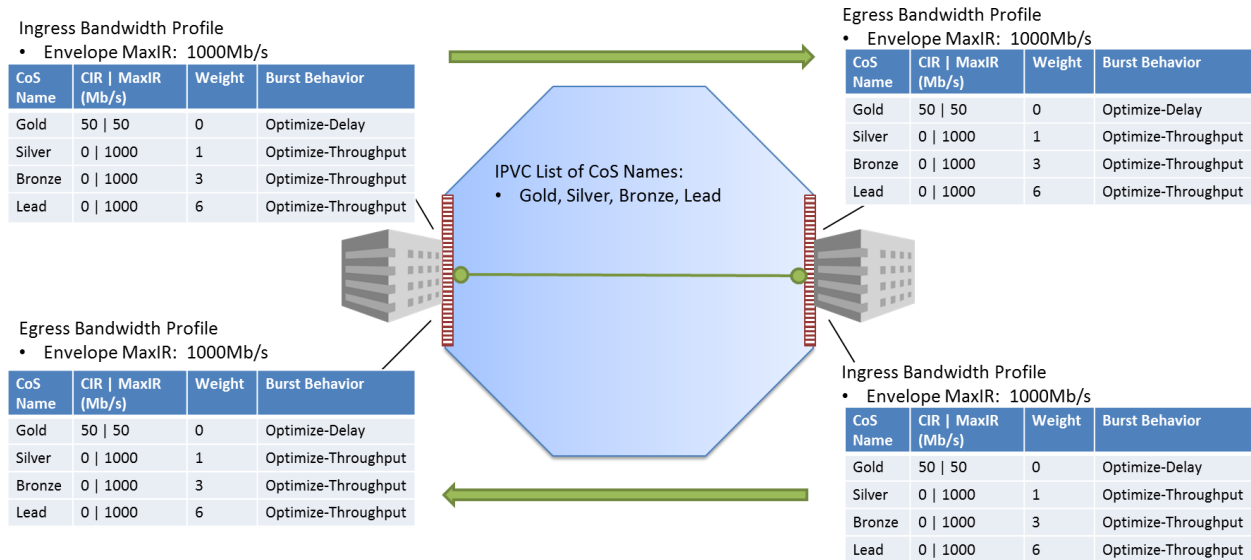 Ingress Bandwidth Profile
• Envelope MaxIR: 1000Mb/s
CoS Name CIR | MaxIR (Mb/s) Weight Burst Behavior
Gold 50 | 50 0 Optimize-Delay
Silver 0 | 1000 1 Optimize-Throughput
Bronze 0 | 1000 3 Optimize-Throughput
Lead 0 | 1000 6 Optimize-Throughput
Egress Bandwidth Profile
• Envelope MaxIR: 1000Mb/s
CoS Name CIR | MaxIR (Mb/s) Weight Burst Behavior
Gold 50 | 50 0 Optimize-Delay
Silver 0 | 1000 1 Optimize-Throughput
Bronze 0 | 1000 3 Optimize-Throughput
Lead 0 | 1000 6 Optimize-Throughput
IPVC List of CoS Names:
• Gold, Silver, Bronze, Lead
Egress Bandwidth Profile
• Envelope MaxIR: 1000Mb/s
CoS Name CIR | MaxIR (Mb/s) Weight Burst Behavior
Gold 50 | 50 0 Optimize-Delay
Silver 0 | 1000 1 Optimize-Throughput
Bronze 0 | 1000 3 Optimize-Throughput
Lead 0 | 1000 6 Optimize-Throughput
Ingress Bandwidth Profile
• Envelope MaxIR: 1000Mb/s
CoS Name CIR | MaxIR (Mb/s) Weight Burst Behavior
Gold 50 | 50 0 Optimize-Delay
Silver 0 | 1000 1 Optimize-Throughput
Bronze 0 | 1000 3 Optimize-Throughput
Lead 0 | 1000 6 Optimize-Throughput